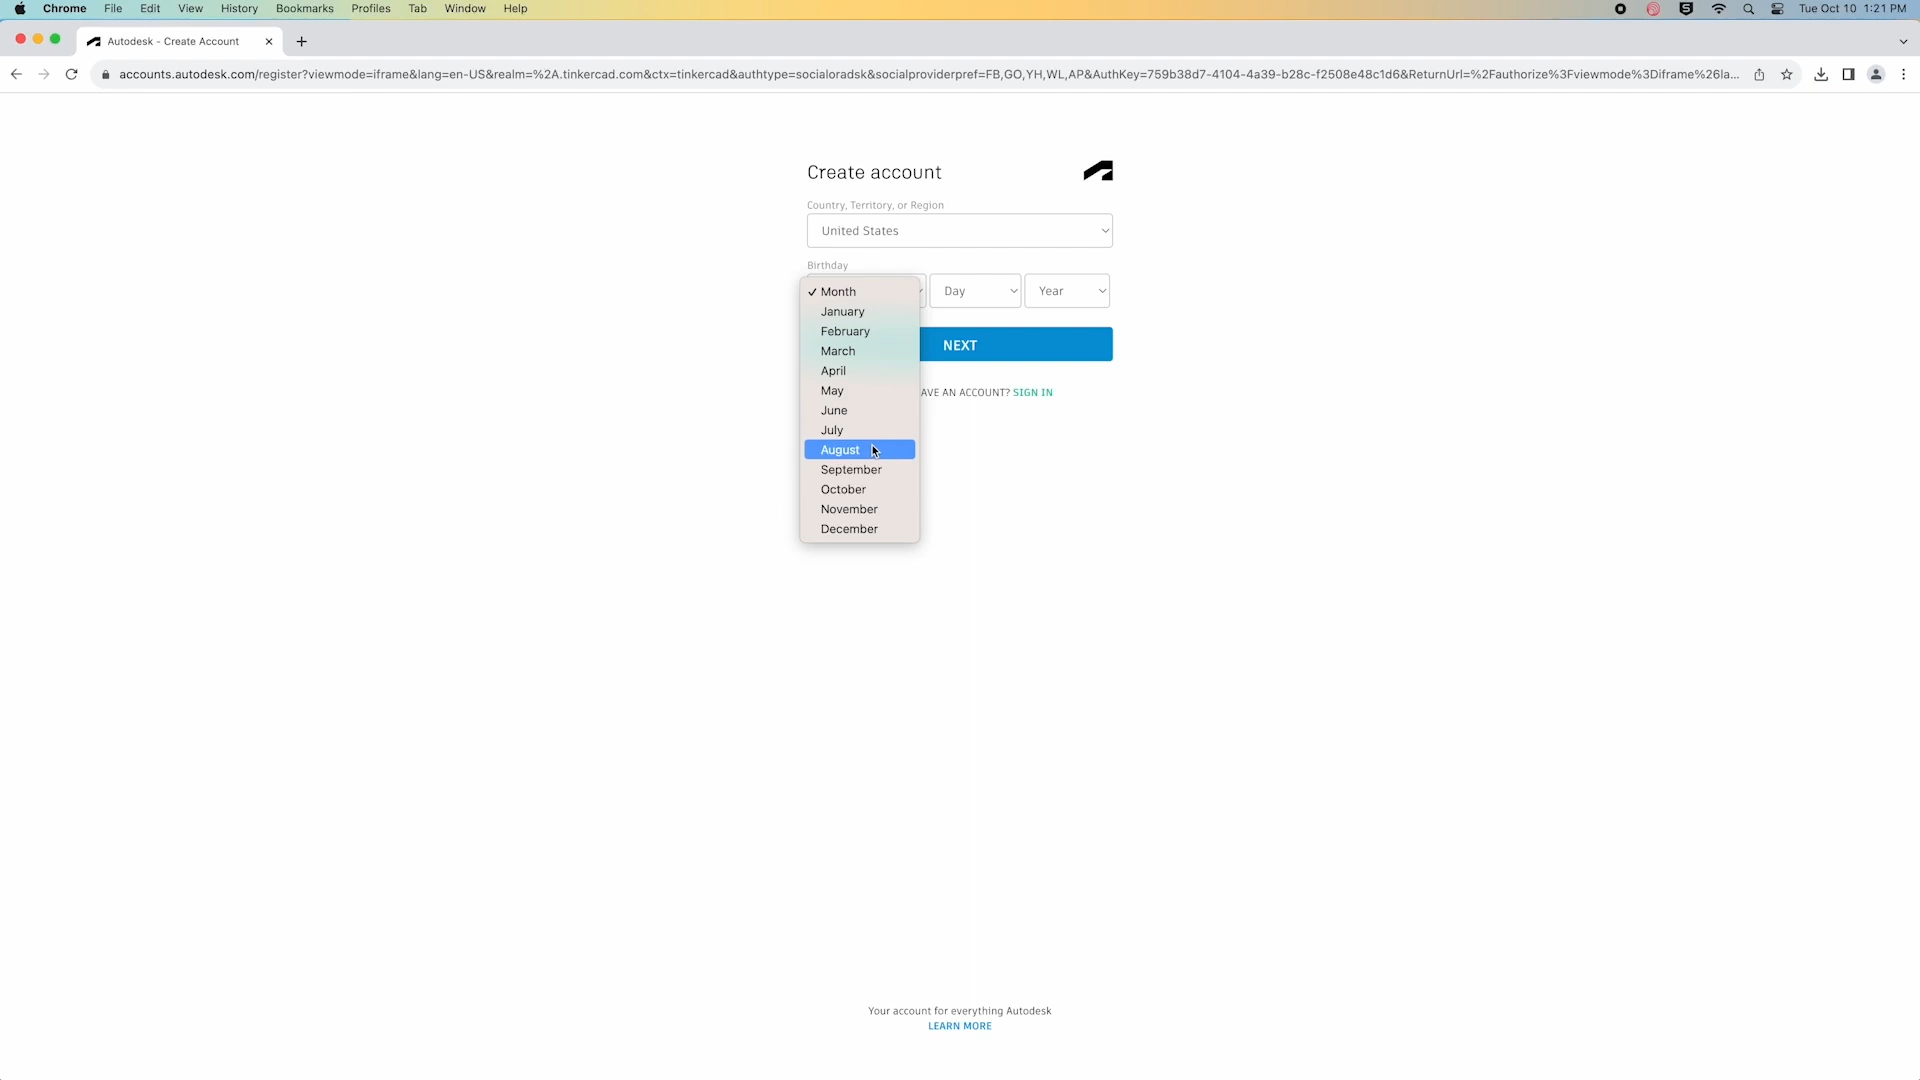 Chrome File Edit View History Bookmarks Profiles Tab Window Help Tue Oct 10 1:21 PM
Autodesk - Create Account
accounts.autodesk.com/register?viewmode=iframe&lang=en-US&realm=%2A.tinkercad.com&ctx=tinkercad&authtype=socialoradsk&socialproviderpref=FB,GO,YH,WL,AP&AuthKey=759b38d7-4104-4a39-b28c-f2508e48c1d6&ReturnUrl=%2Fauthorize%3Fviewmode%3Diframe%26la...
Create account
Country, Territory, or Region
United States
Birthday
✓ Month Day Year
January
February
March
April
May
June
July
August
September
October
November
December
NEXT
AVE AN ACCOUNT? SIGN IN
Your account for everything Autodesk
LEARN MORE